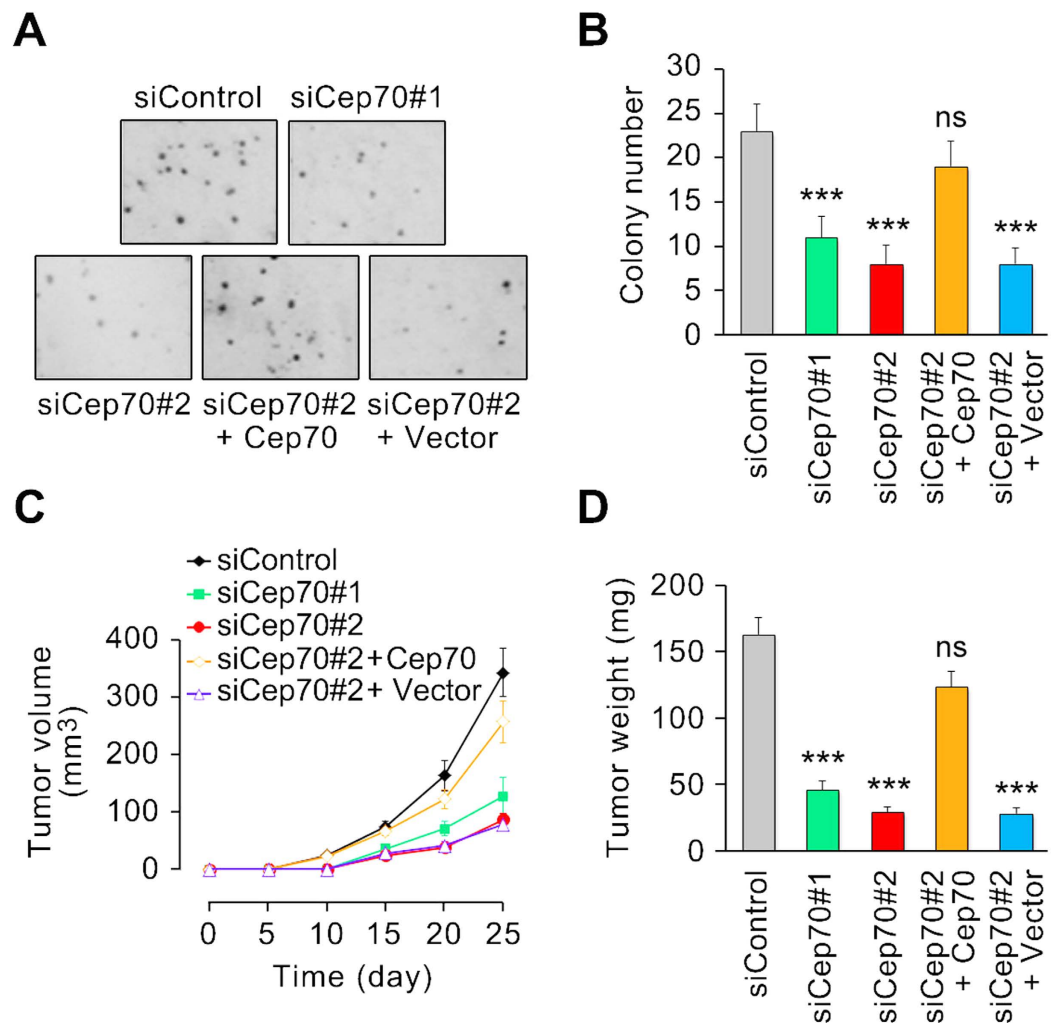 A
siControl siCep70#1
siCep70#2 siCep70#2 siCep70#2
+ Cep70 + Vector
B
Colony number
30
25
20
15
10
5
0
***
***
ns
***
siControl
siCep70#1
siCep70#2
siCep70#2
+ Cep70
siCep70#2
+ Vector
C
siControl
siCep70#1
siCep70#2
siCep70#2+Cep70
siCep70#2+ Vector
Tumor volume
(mm3)
400
300
200
100
0
0 5 10 15 20 25
Time (day)
D
Tumor weight (mg)
200
150
100
50
0
***
***
ns
***
siControl
siCep70#1
siCep70#2
siCep70#2
+ Cep70
siCep70#2
+ Vector